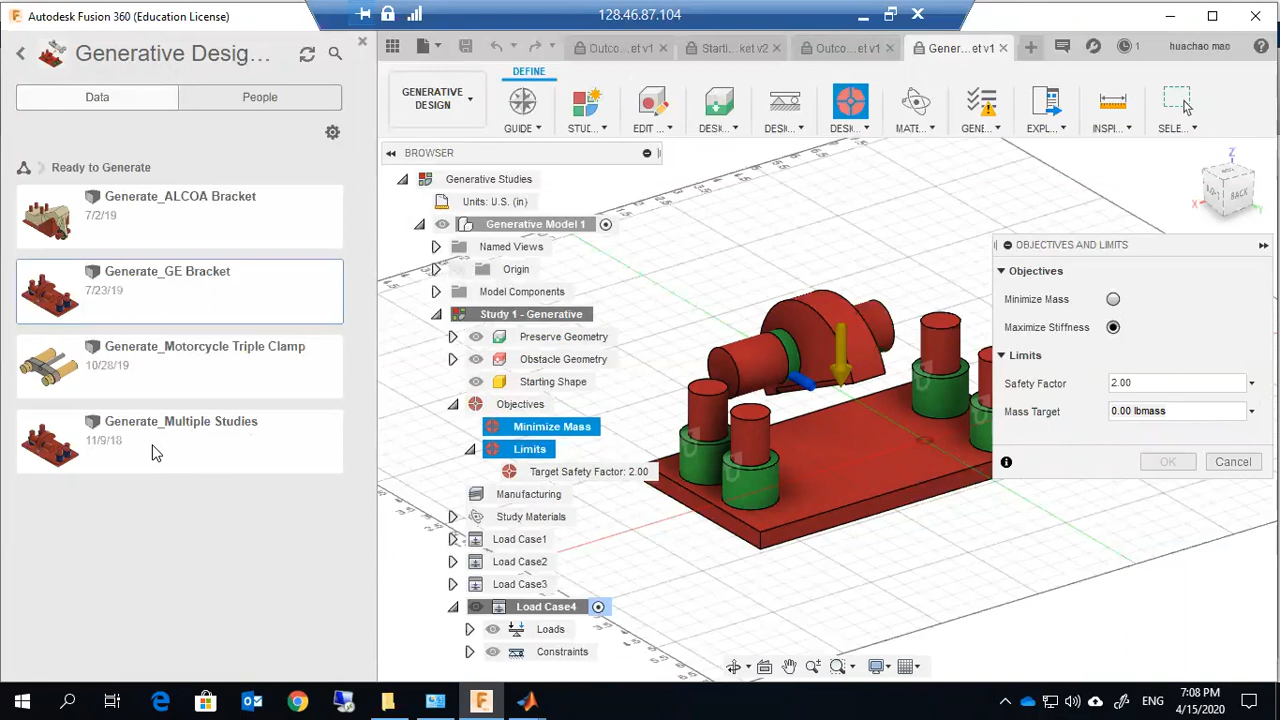 Autodesk Fusion 360 (Education License)
128.46.87.104
Generative Desig...
Data
People
Ready to Generate
Generate_ALCOA Bracket
7/2/19
Generate_GE Bracket
7/23/19
Generate_Motorcycle Triple Clamp
10/28/19
Generate_Multiple Studies
11/9/18
Outco...et v1
Starti...ket v2
Outco...et v1
Gener...et v1
1
huachao mao
GENERATIVE
DESIGN
DEFINE
GUIDE
STUD...
EDIT ...
DESI...
DESI...
DESI...
MATE...
GENE...
EXPL...
INSPI...
SELE...
BROWSER
Generative Studies
Units: U.S. (in)
Generative Model 1
Named Views
Origin
Model Components
Study 1 - Generative
Preserve Geometry
Obstacle Geometry
Starting Shape
Objectives
Minimize Mass
Limits
Target Safety Factor: 2.00
Manufacturing
Study Materials
Load Case1
Load Case2
Load Case3
Load Case4
Loads
Constraints
Z
BACK
X
Y
OBJECTIVES AND LIMITS
Objectives
Minimize Mass
Maximize Stiffness
Limits
Safety Factor
2.00
Mass Target
0.00 lbmass
OK
Cancel
ENG
7:08 PM
4/15/2020